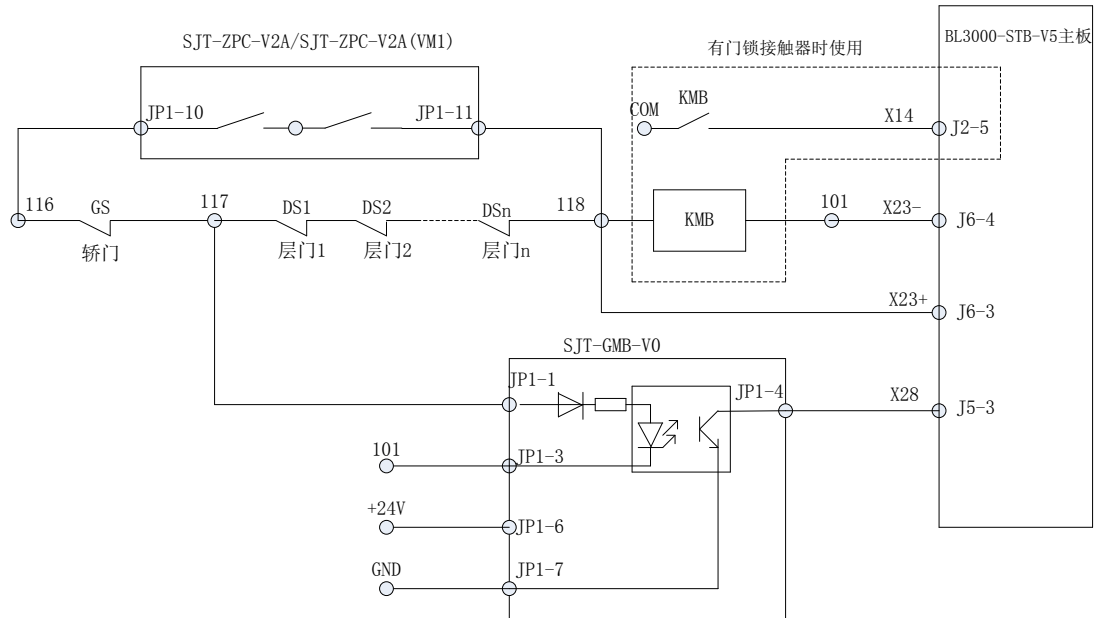 SJT-ZPC-V2A/SJT-ZPC-V2A(VM1)
有门锁接触器时使用
BL3000-STB-V5主板
JP1-10
JP1-11
COM
KMB
X14
J2-5
116
GS
轿门
117
DS1
层门1
DS2
层门2
DSn
层门n
118
KMB
101
X23-
J6-4
X23+
J6-3
SJT-GMB-V0
JP1-1
JP1-4
X28
J5-3
101
JP1-3
+24V
JP1-6
GND
JP1-7